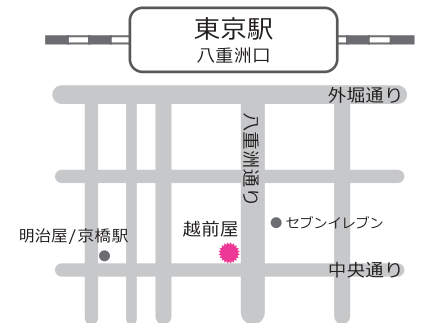 東京駅
八重洲口
外堀通り
八重洲通り
セブンイレブン
越前屋
明治屋/京橋駅
中央通り